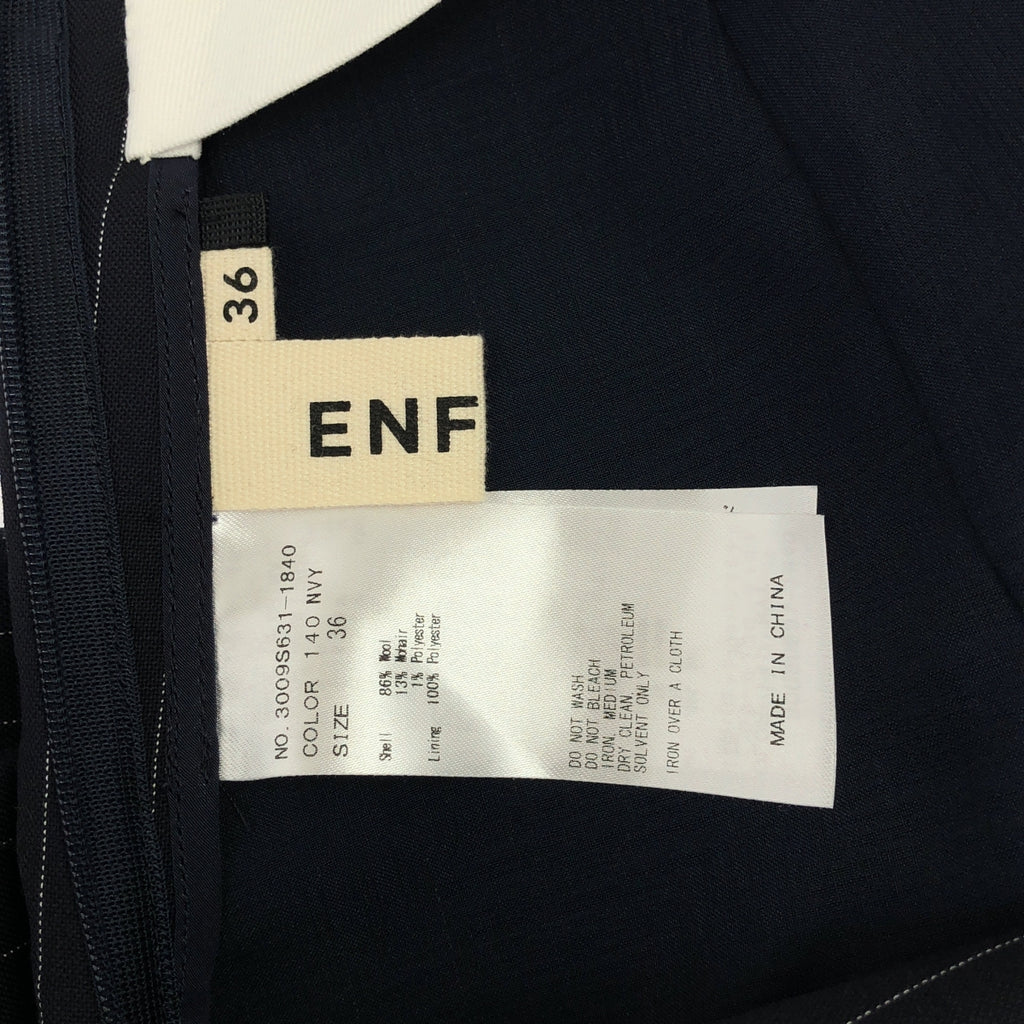 36
ENF
NO. 3009S631-1840
COLOR 140 NVY
SIZE 36
Shell 86% Wool
13% Mohair
1% Polyester
Lining 100% Polyester
DO NOT WASH
DO NOT BLEACH
IRON, MEDIUM
DRY CLEAN, PETROLEUM
SOLVENT ONLY
IRON OVER A CLOTH
MADE IN CHINA